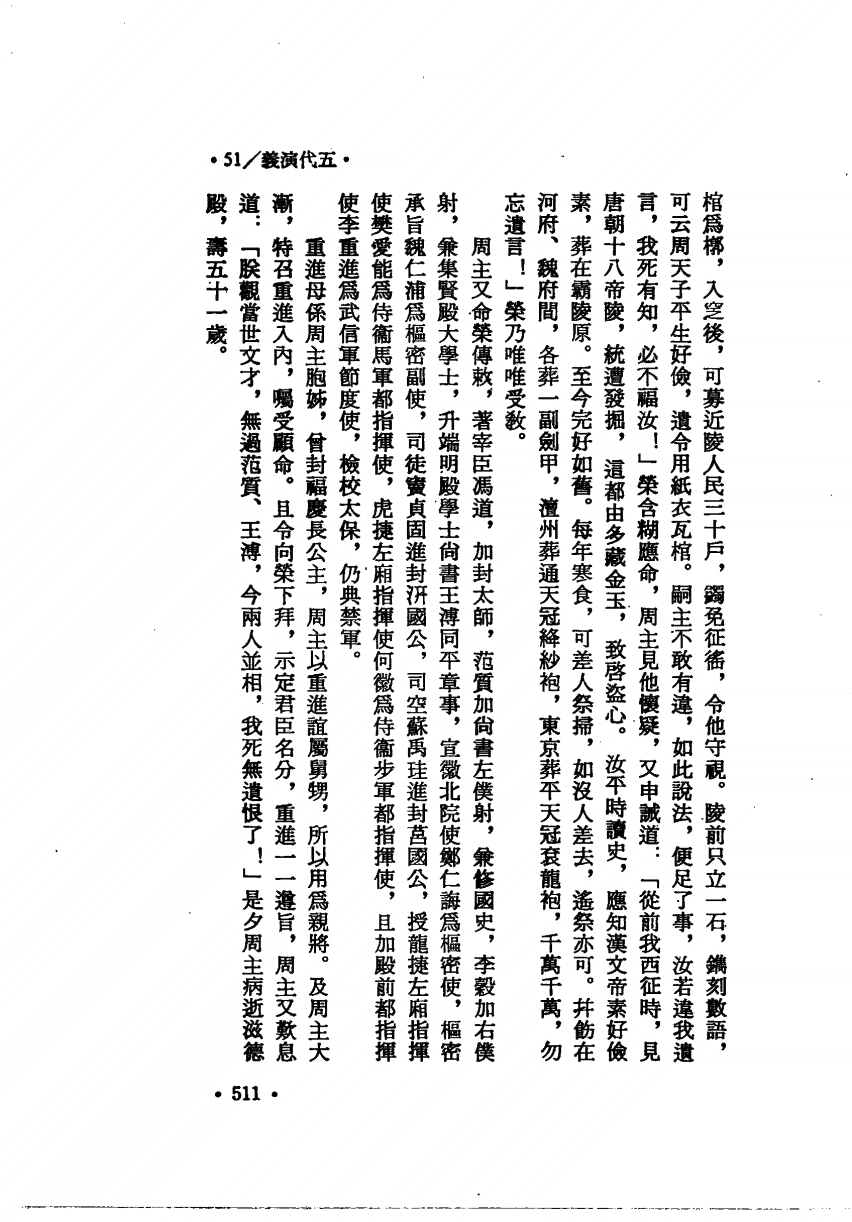 •51／義演代五•
棺爲槨，入窆後，可募近陵人民三十戶，蠲免征徭，令他守視。陵前只立一石，鐫刻數語，
可云周天子平生好儉，遺令用紙衣瓦棺。嗣主不敢有違，如此說法，便足了事，汝若違我遺
言，我死有知，必不福汝！」榮含糊應命，周主見他懷疑，又申誡道：「從前我西征時，見
唐朝十八帝陵，統遭發掘，這都由多藏金玉，致啓盜心。汝平時讀史，應知漢文帝素好儉
素，葬在霸陵原。至今完好如舊。每年寒食，可差人祭掃，如沒人差去，遙祭亦可。幷飭在
河府、魏府間，各葬一副劍甲，澶州葬通天冠絳紗袍，東京葬平天冠袞龍袍，千萬千萬，勿
忘遺言！」榮乃唯唯受敎。
周主又命榮傳敕，著宰臣馮道，加封太師，范質加尙書左僕射，兼修國史，李穀加右僕
射，兼集賢殿大學士，升端明殿學士尙書王溥同平章事，宣徽北院使鄭仁誨爲樞密使，樞密
承旨魏仁浦爲樞密副使，司徒竇貞固進封汧國公，司空蘇禹珪進封莒國公，授龍捷左廂指揮
使樊愛能爲侍衞馬軍都指揮使，虎捷左廂指揮使何徽爲侍衞步軍都指揮使，且加殿前都指揮
使李重進爲武信軍節度使，檢校太保，仍典禁軍。
重進母係周主胞姊，曾封福慶長公主，周主以重進誼屬舅甥，所以用爲親將。及周主大
漸，特召重進入內，囑受顧命。且令向榮下拜，示定君臣名分，重進一一遵旨，周主又歎息
道：「朕觀當世文才，無過范質、王溥，今兩人並相，我死無遺恨了！」是夕周主病逝滋德
殿，壽五十一歲。
•511•